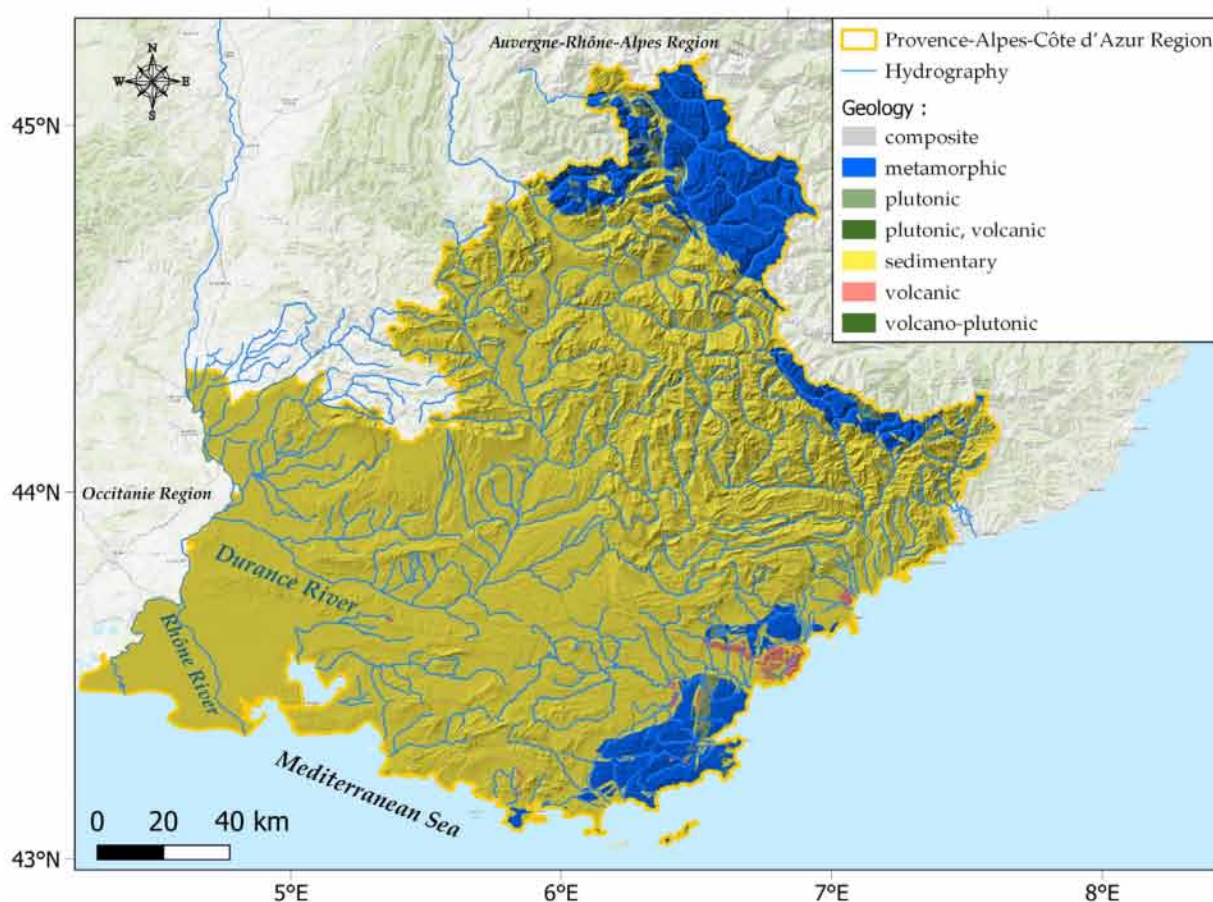 Auvergne-Rhône-Alpes Region
N
W
E
S
Provence-Alpes-Côte d'Azur Region
Hydrography
Geology :
composite
metamorphic
plutonic
plutonic, volcanic
sedimentary
volcanic
volcano-plutonic
45°N
44°N
43°N
Occitanie Region
Durance River
Rhône River
Mediterranean Sea
0 20 40 km
5°E 6°E 7°E 8°E